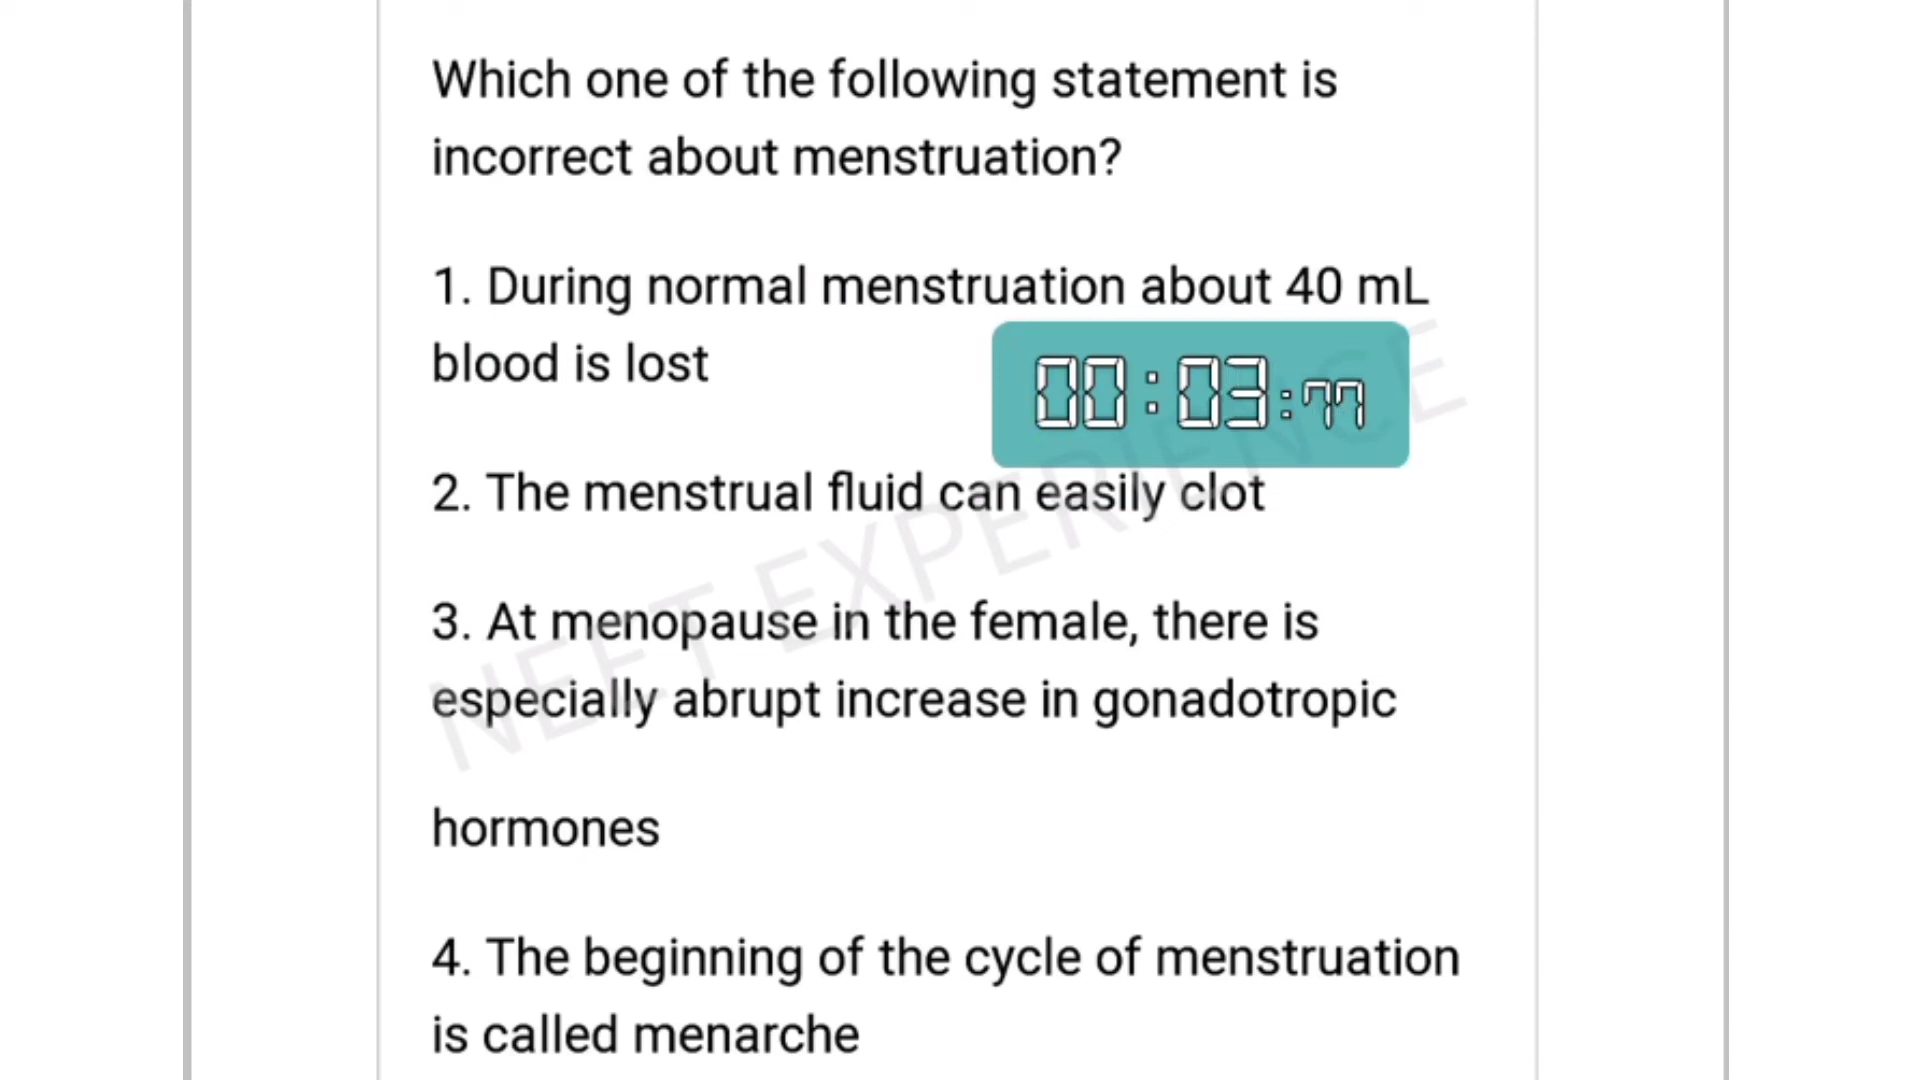 Which one of the following statement is
incorrect about menstruation?
1. During normal menstruation about 40 mL
blood is lost
00:03:77
2. The menstrual fluid can easily clot
3. At menopause in the female, there is
especially abrupt increase in gonadotropic
hormones
4. The beginning of the cycle of menstruation
is called menarche
NEET EXPERIENCE